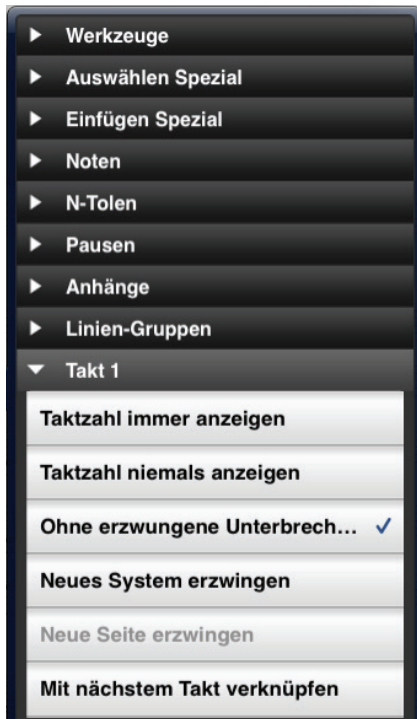 Werkzeuge
Auswählen Spezial
Einfügen Spezial
Noten
N-Tolen
Pausen
Anhänge
Linien-Gruppen
Takt 1
Taktzahl immer anzeigen
Taktzahl niemals anzeigen
Ohne erzwungene Unterbrech...
Neues System erzwingen
Neue Seite erzwingen
Mit nächstem Takt verknüpfen